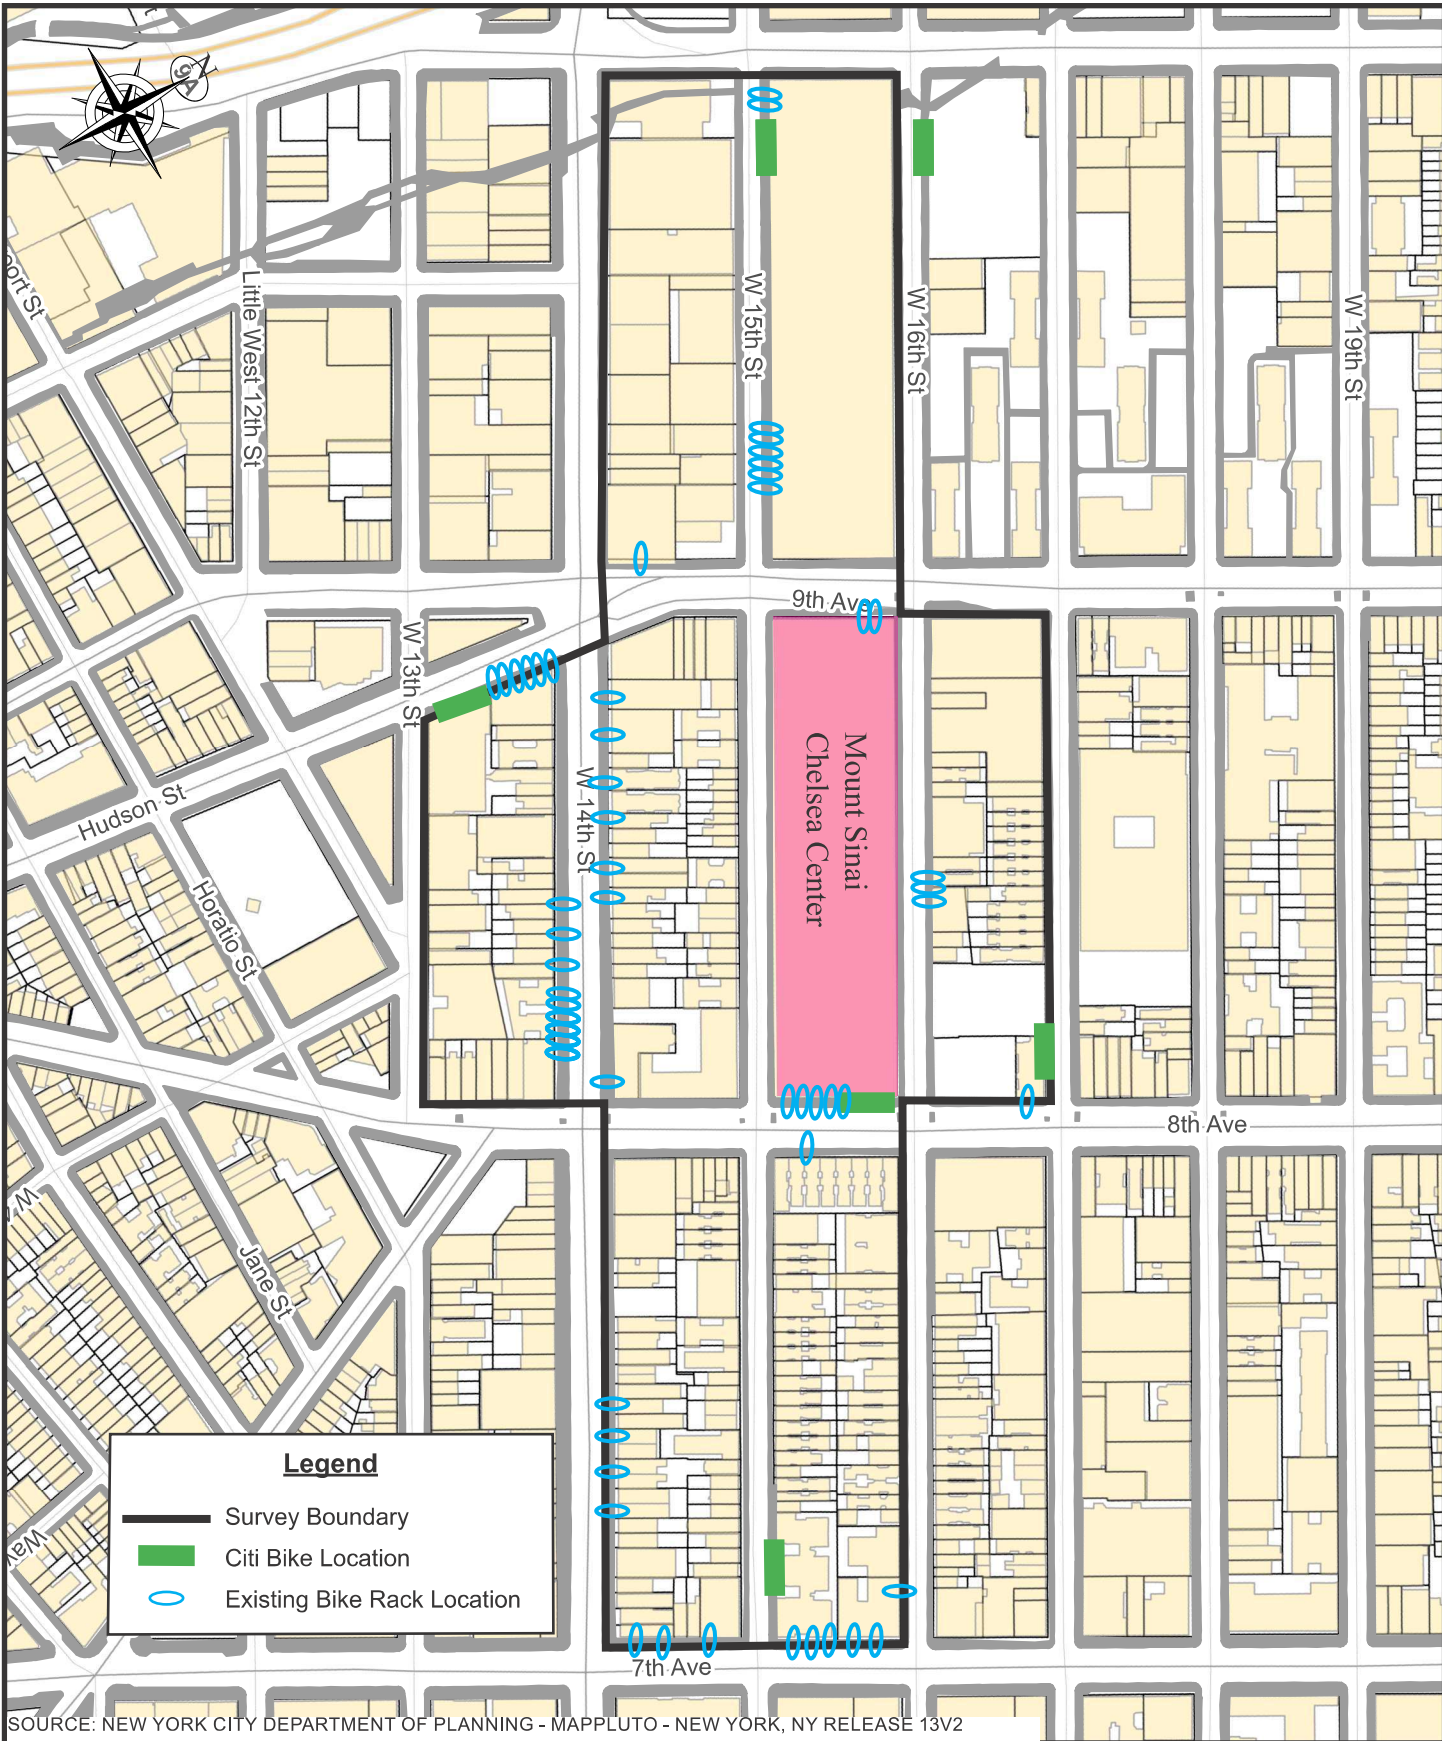 N
9A
Little West 12th St
W 15th St
W 16th St
W 19th St
9th Ave
W 13th St
Hudson St
W 14th St
Mount Sinai
Chelsea Center
Horatio St
8th Ave
Jane St
Legend
Survey Boundary
Citi Bike Location
Existing Bike Rack Location
7th Ave
SOURCE: NEW YORK CITY DEPARTMENT OF PLANNING - MAPPLUTO - NEW YORK, NY RELEASE 13V2